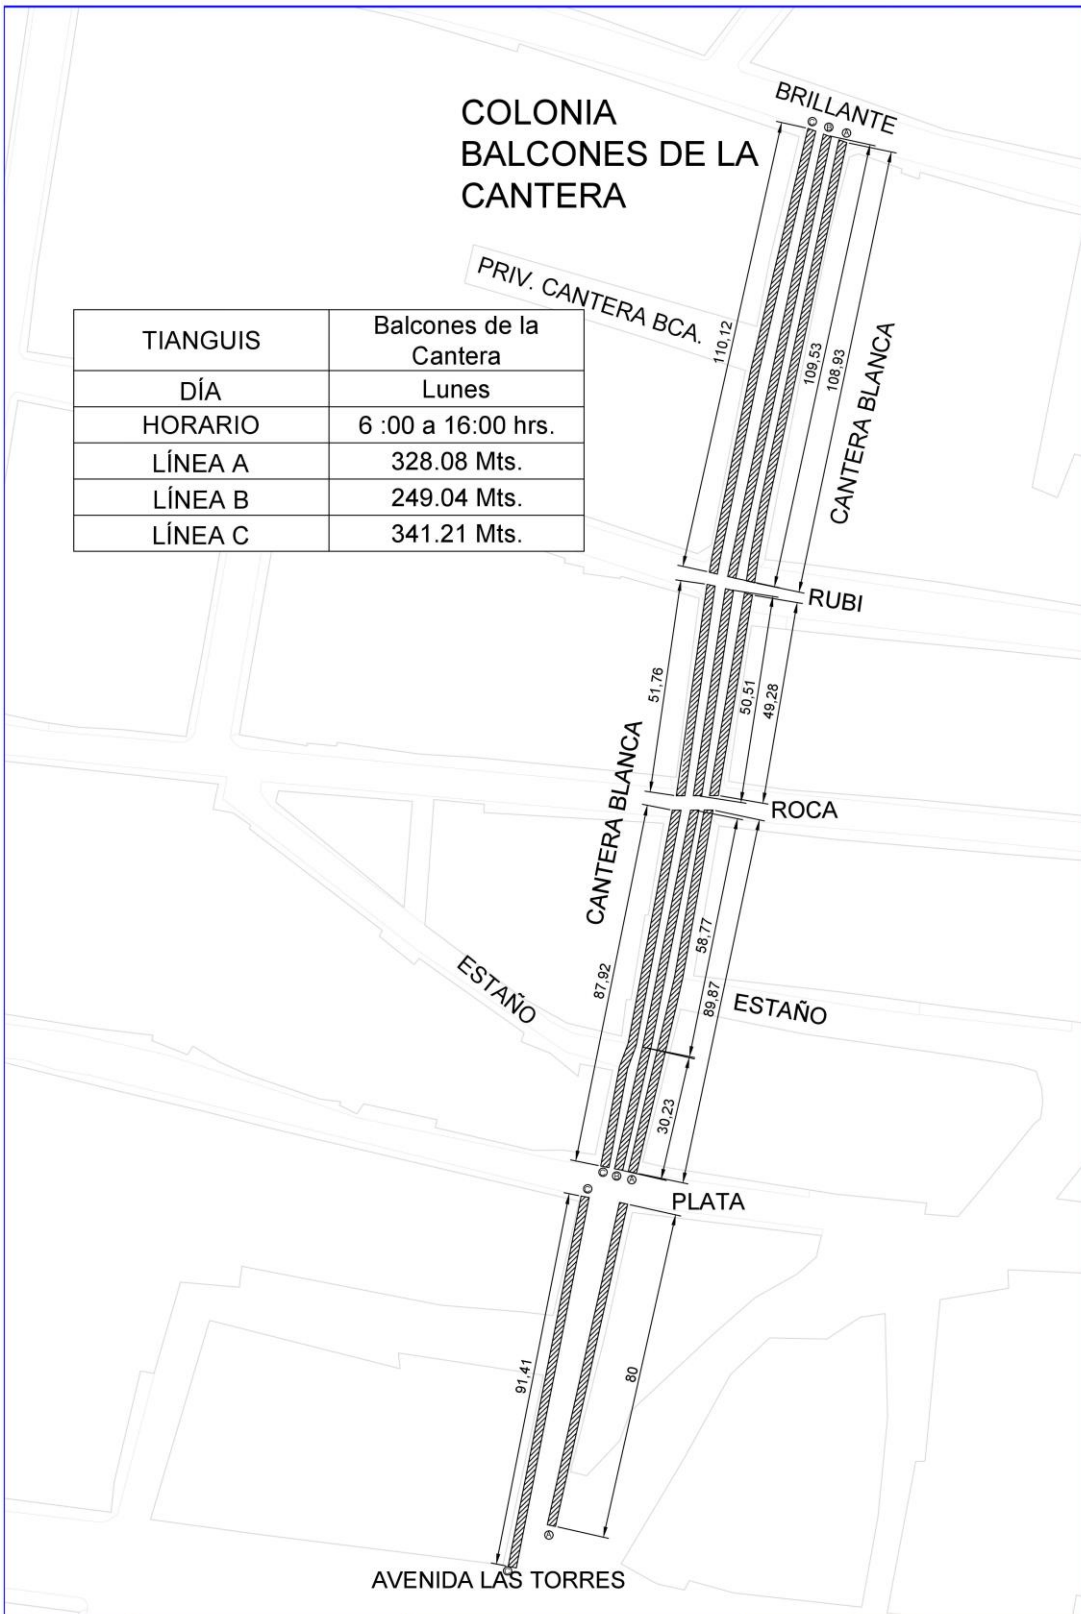 COLONIA
BALCONES DE LA
CANTERA
BRILLANTE
C B A
PRIV. CANTERA BCA.
110,12
109,53
108,93
CANTERA BLANCA
TIANGUIS Balcones de la
Cantera
DÍA Lunes
HORARIO 6 :00 a 16:00 hrs.
LÍNEA A 328.08 Mts.
LÍNEA B 249.04 Mts.
LÍNEA C 341.21 Mts.
RUBI
51,76
50,51
49,28
CANTERA BLANCA
ROCA
87,92
58,77
89,87
ESTAÑO
ESTAÑO
30,23
C B A
PLATA
C
91,41
80
A
C
AVENIDA LAS TORRES